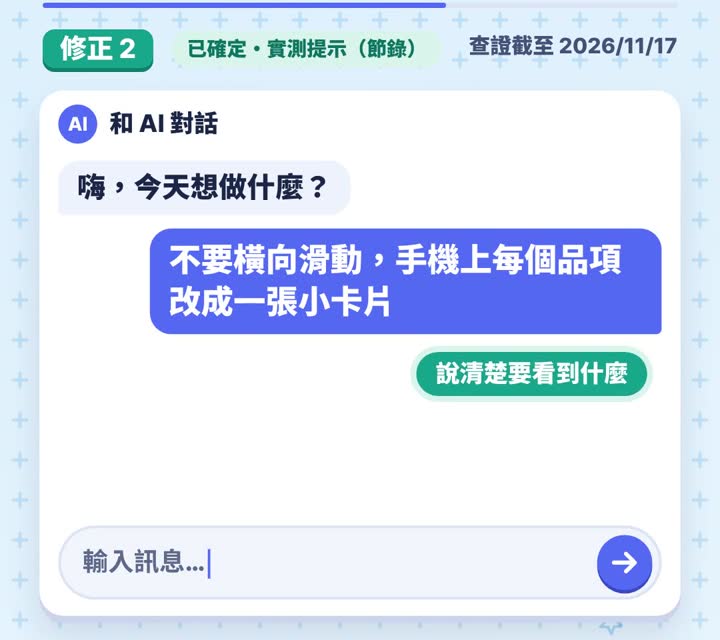 修正 2
已確定・實測提示（節錄）
查證截至 2026/11/17
AI
和 AI 對話
嗨，今天想做什麼？
不要橫向滑動，手機上每個品項
改成一張小卡片
說清楚要看到什麼
輸入訊息...